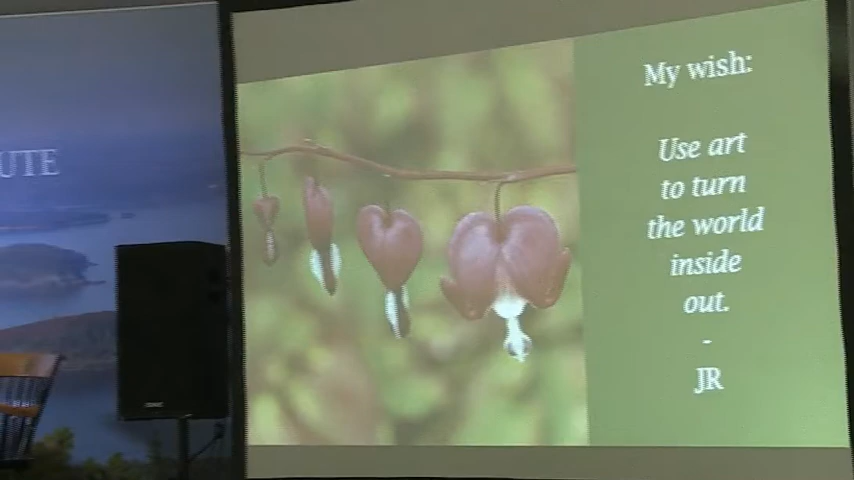 UTE
My wish:
Use art
to turn
the world
inside
out.
-
JR